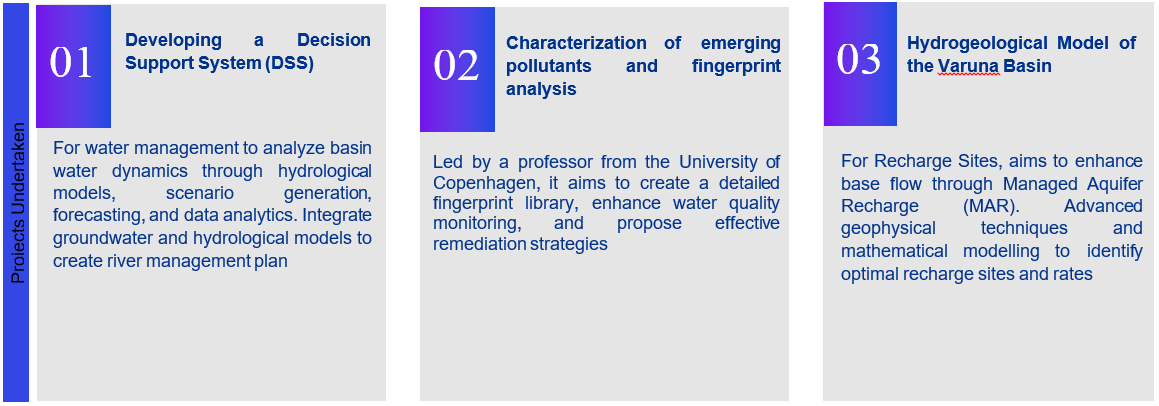 Projects Undertaken
01
Developing a Decision
Support System (DSS)
For water management to analyze basin
water dynamics through hydrological
models, scenario generation,
forecasting, and data analytics. Integrate
groundwater and hydrological models to
create river management plan
02
Characterization of emerging
pollutants and fingerprint
analysis
Led by a professor from the University of
Copenhagen, it aims to create a detailed
fingerprint library, enhance water quality
monitoring, and propose effective
remediation strategies
03
Hydrogeological Model of
the Varuna Basin
For Recharge Sites, aims to enhance
base flow through Managed Aquifer
Recharge (MAR). Advanced
geophysical techniques and
mathematical modelling to identify
optimal recharge sites and rates